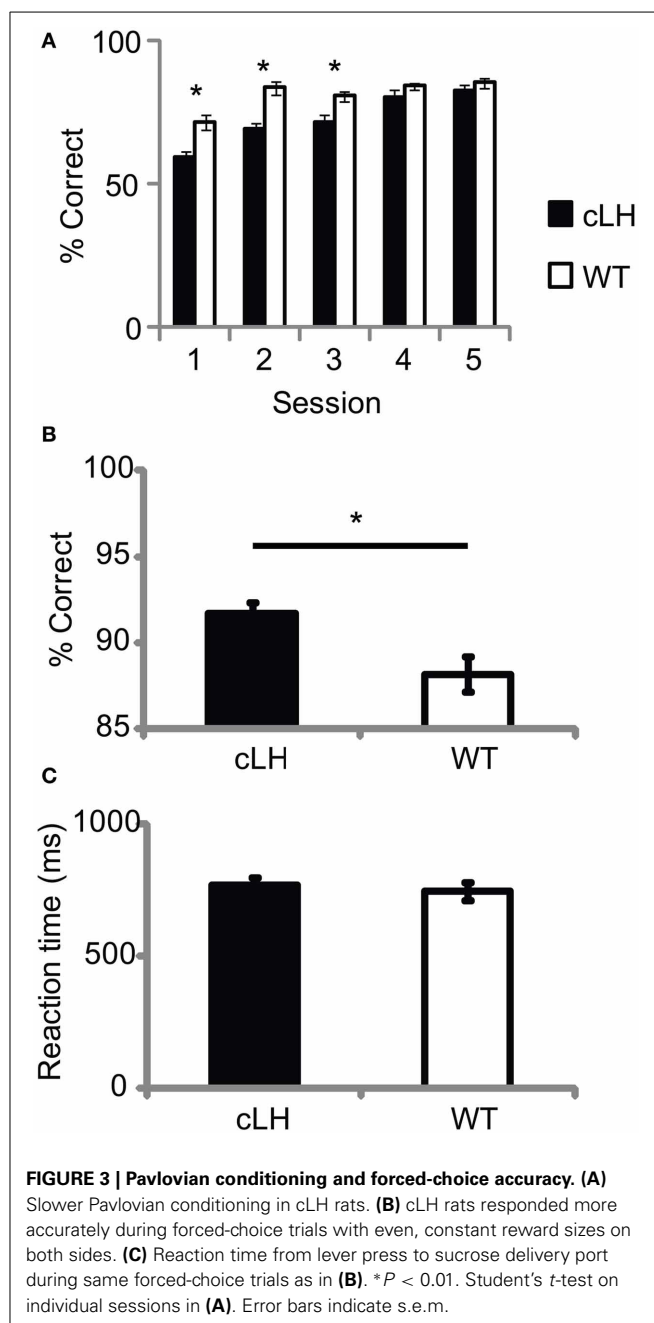 A
100
% Correct
50
0
* * *
1 2 3 4 5
Session
cLH
WT
B
100
% Correct
95
90
85
*
cLH WT
C
1000
Reaction time (ms)
500
0
cLH WT
FIGURE 3 | Pavlovian conditioning and forced-choice accuracy. (A)
Slower Pavlovian conditioning in cLH rats. (B) cLH rats responded more
accurately during forced-choice trials with even, constant reward sizes on
both sides. (C) Reaction time from lever press to sucrose delivery port
during same forced-choice trials as in (B). *P < 0.01. Student's t-test on
individual sessions in (A). Error bars indicate s.e.m.